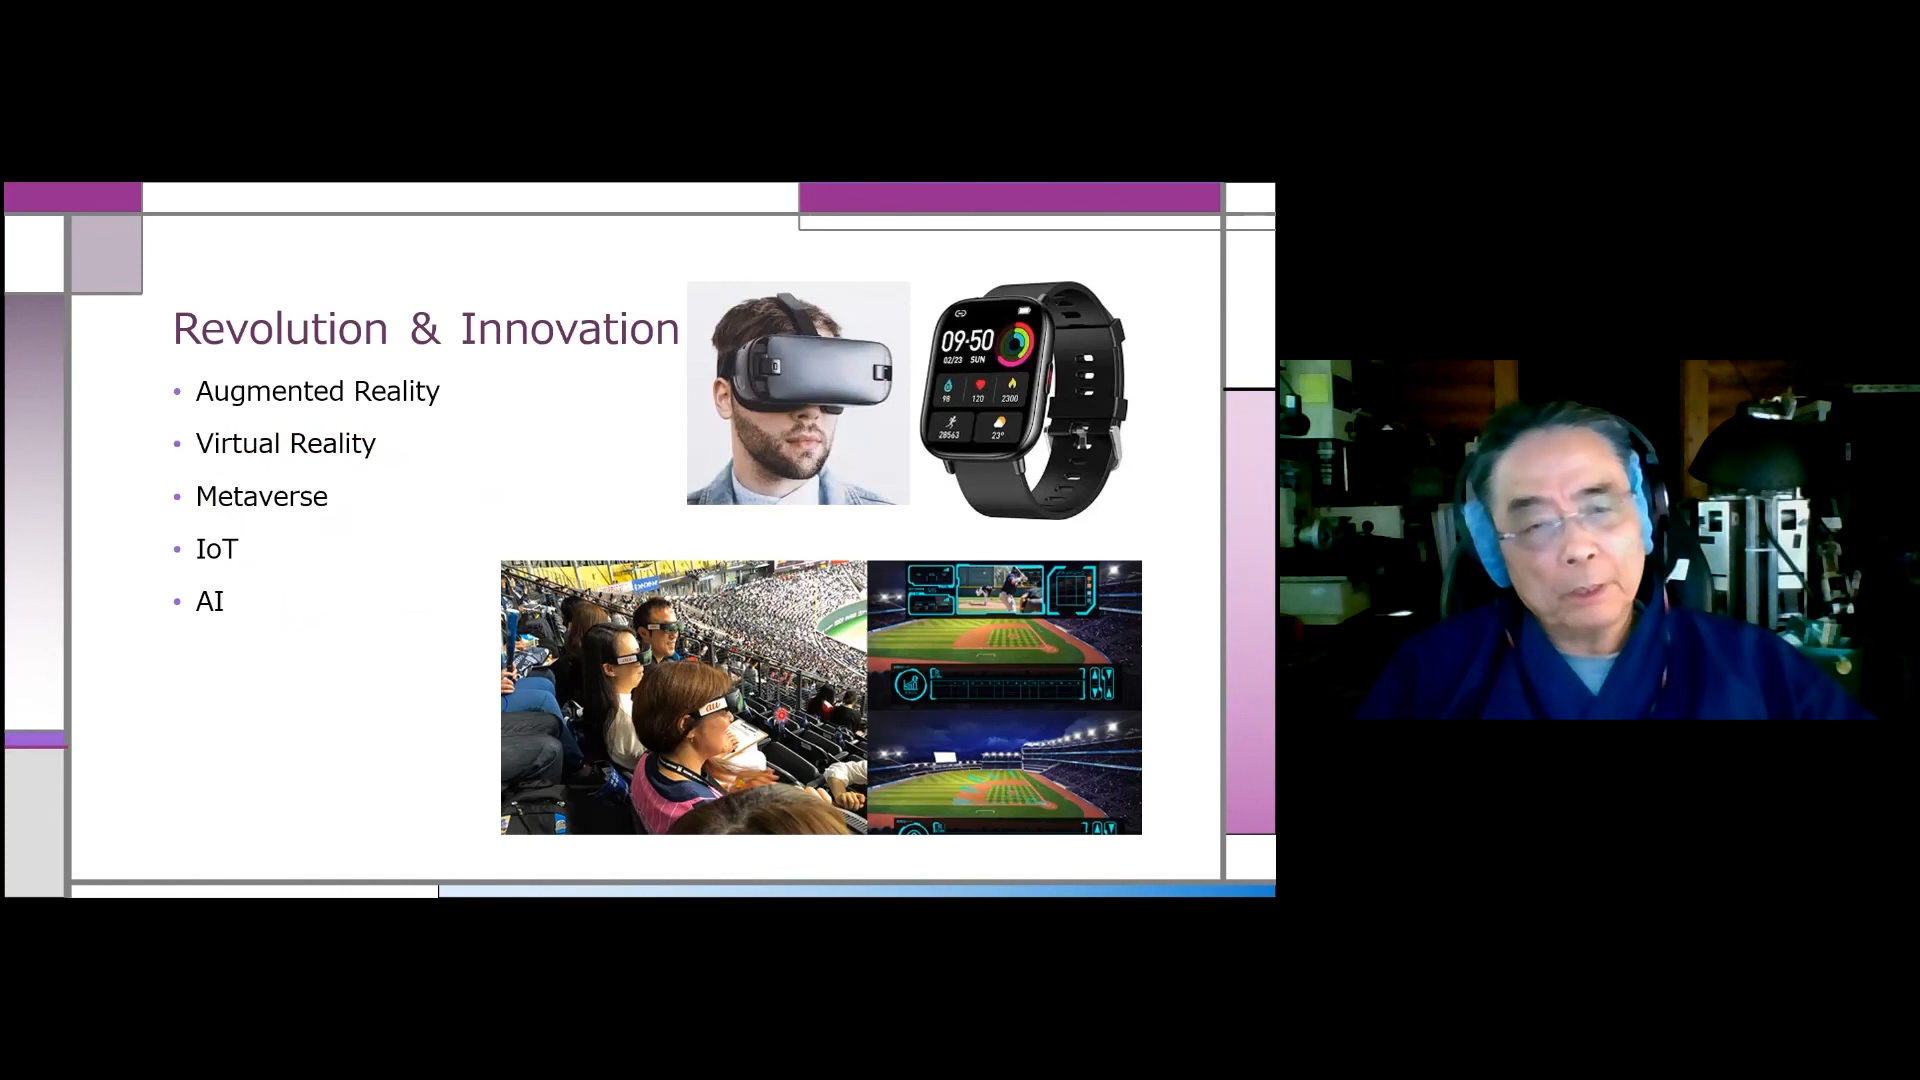 Revolution & Innovation
• Augmented Reality
• Virtual Reality
• Metaverse
• IoT
• AI
09:50
02/23 SUN
98 120 2300
28563 23°
au
au